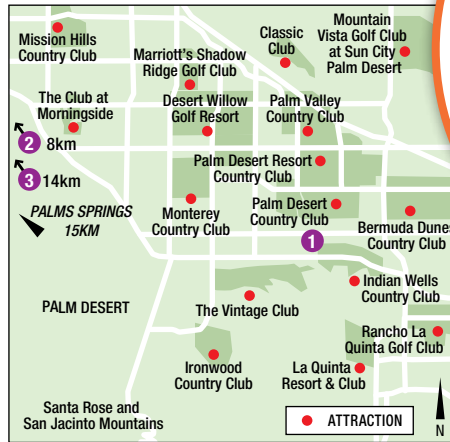 Mission Hills
Country Club
Marriott's Shadow
Ridge Golf Club
Classic
Club
Mountain
Vista Golf Club
at Sun City
Palm Desert
The Club at
Morningside
Desert Willow
Golf Resort
Palm Valley
Country Club
2 8km
3 14km
PALMS SPRINGS
15KM
Palm Desert Resort
Country Club
Monterey
Country Club
Palm Desert
Country Club
1
Bermuda Dunes
Country Club
PALM DESERT
The Vintage Club
Indian Wells
Country Club
Rancho La
Quinta Golf Club
Ironwood
Country Club
La Quinta
Resort & Club
Santa Rose and
San Jacinto Mountains
ATTRACTION
N